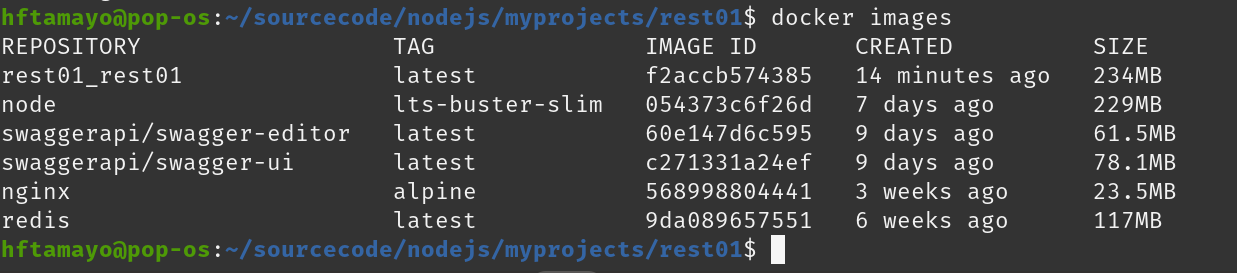 hftamayo@pop-os:~/sourcecode/nodejs/myprojects/rest01$ docker images
REPOSITORY TAG IMAGE ID CREATED SIZE
rest01_rest01 latest f2accb574385 14 minutes ago 234MB
node lts-buster-slim 054373c6f26d 7 days ago 229MB
swaggerapi/swagger-editor latest 60e147d6c595 9 days ago 61.5MB
swaggerapi/swagger-ui latest c271331a24ef 9 days ago 78.1MB
nginx alpine 568998804441 3 weeks ago 23.5MB
redis latest 9da089657551 6 weeks ago 117MB
hftamayo@pop-os:~/sourcecode/nodejs/myprojects/rest01$